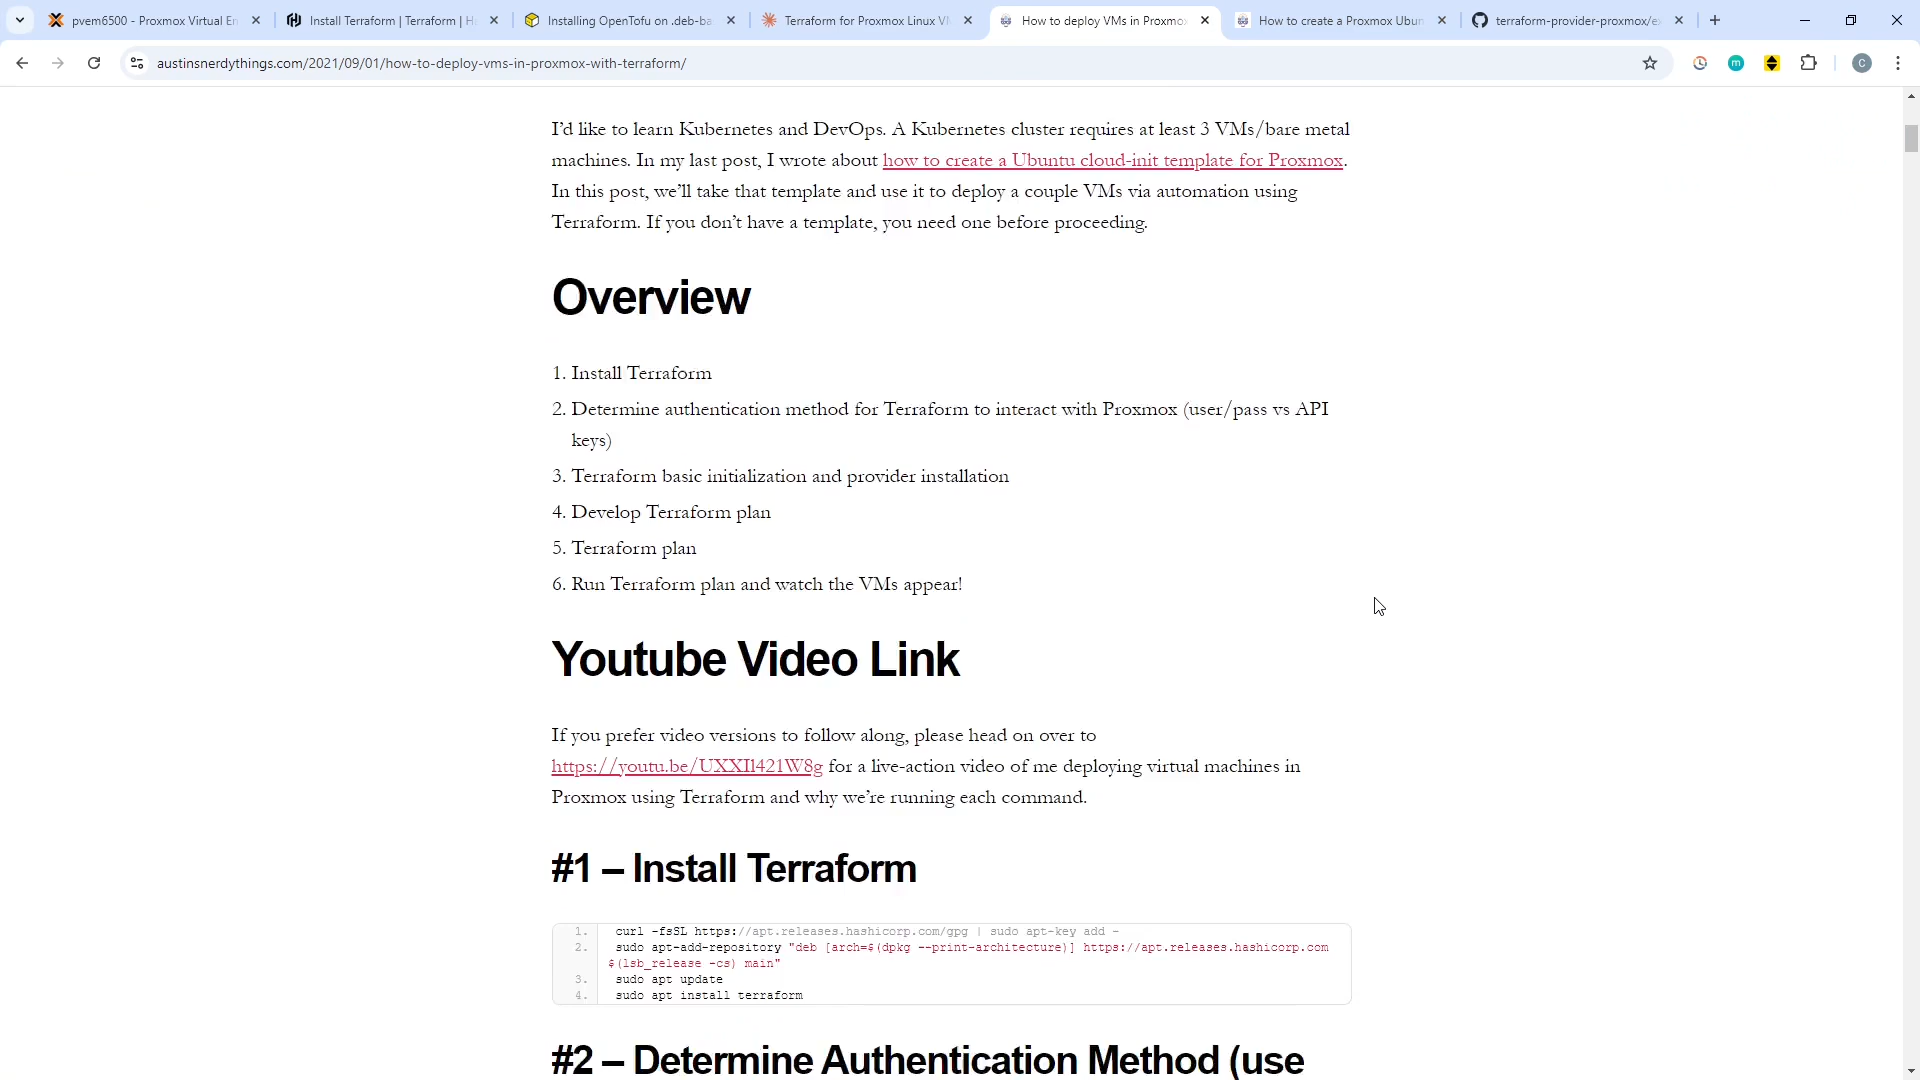 pvem6500 - Proxmox Virtual En
Install Terraform | Terraform | H
Installing OpenTofu on .deb-ba
Terraform for Proxmox Linux V
How to deploy VMs in Proxmo
How to create a Proxmox Ubun
terraform-provider-proxmox/e
austinsnerdythings.com/2021/09/01/how-to-deploy-vms-in-proxmox-with-terraform/
m
C
I’d like to learn Kubernetes and DevOps. A Kubernetes cluster requires at least 3 VMs/bare metal
machines. In my last post, I wrote about how to create a Ubuntu cloud-init template for Proxmox.
In this post, we’ll take that template and use it to deploy a couple VMs via automation using
Terraform. If you don’t have a template, you need one before proceeding.
Overview
1. Install Terraform
2. Determine authentication method for Terraform to interact with Proxmox (user/pass vs API
keys)
3. Terraform basic initialization and provider installation
4. Develop Terraform plan
5. Terraform plan
6. Run Terraform plan and watch the VMs appear!
Youtube Video Link
If you prefer video versions to follow along, please head on over to
https://youtu.be/UXXIl421W8g for a live-action video of me deploying virtual machines in
Proxmox using Terraform and why we’re running each command.
#1 – Install Terraform
1. curl -fsSL https://apt.releases.hashicorp.com/gpg | sudo apt-key add -
2. sudo apt-add-repository "deb [arch=$(dpkg --print-architecture)] https://apt.releases.hashicorp.com
$(lsb_release -cs) main"
3. sudo apt update
4. sudo apt install terraform
#2 – Determine Authentication Method (use